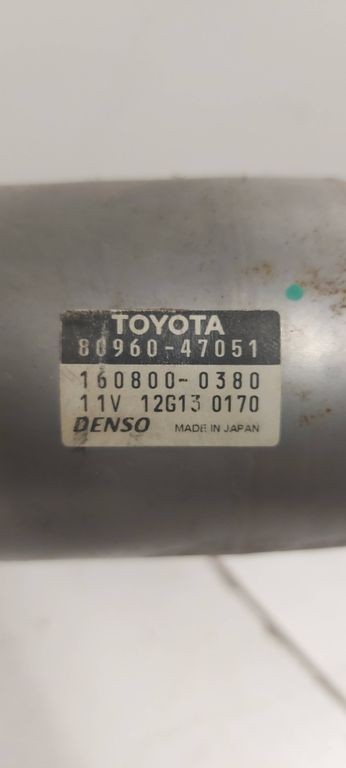 TOYOTA
80960-47051
160800-0380
11V 12G13 0170
DENSO MADE IN JAPAN